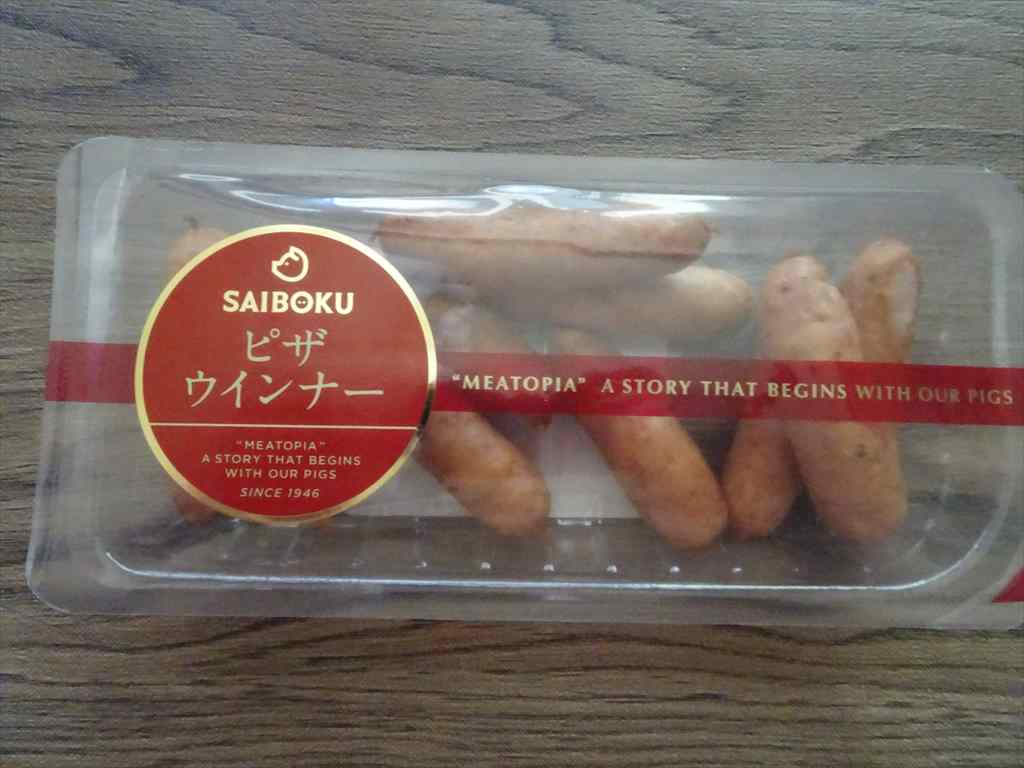 SAIBOKU
ピザ
ウインナー
"MEATOPIA"
A STORY THAT BEGINS
WITH OUR PIGS
SINCE 1946
"MEATOPIA" A STORY THAT BEGINS WITH OUR PIGS